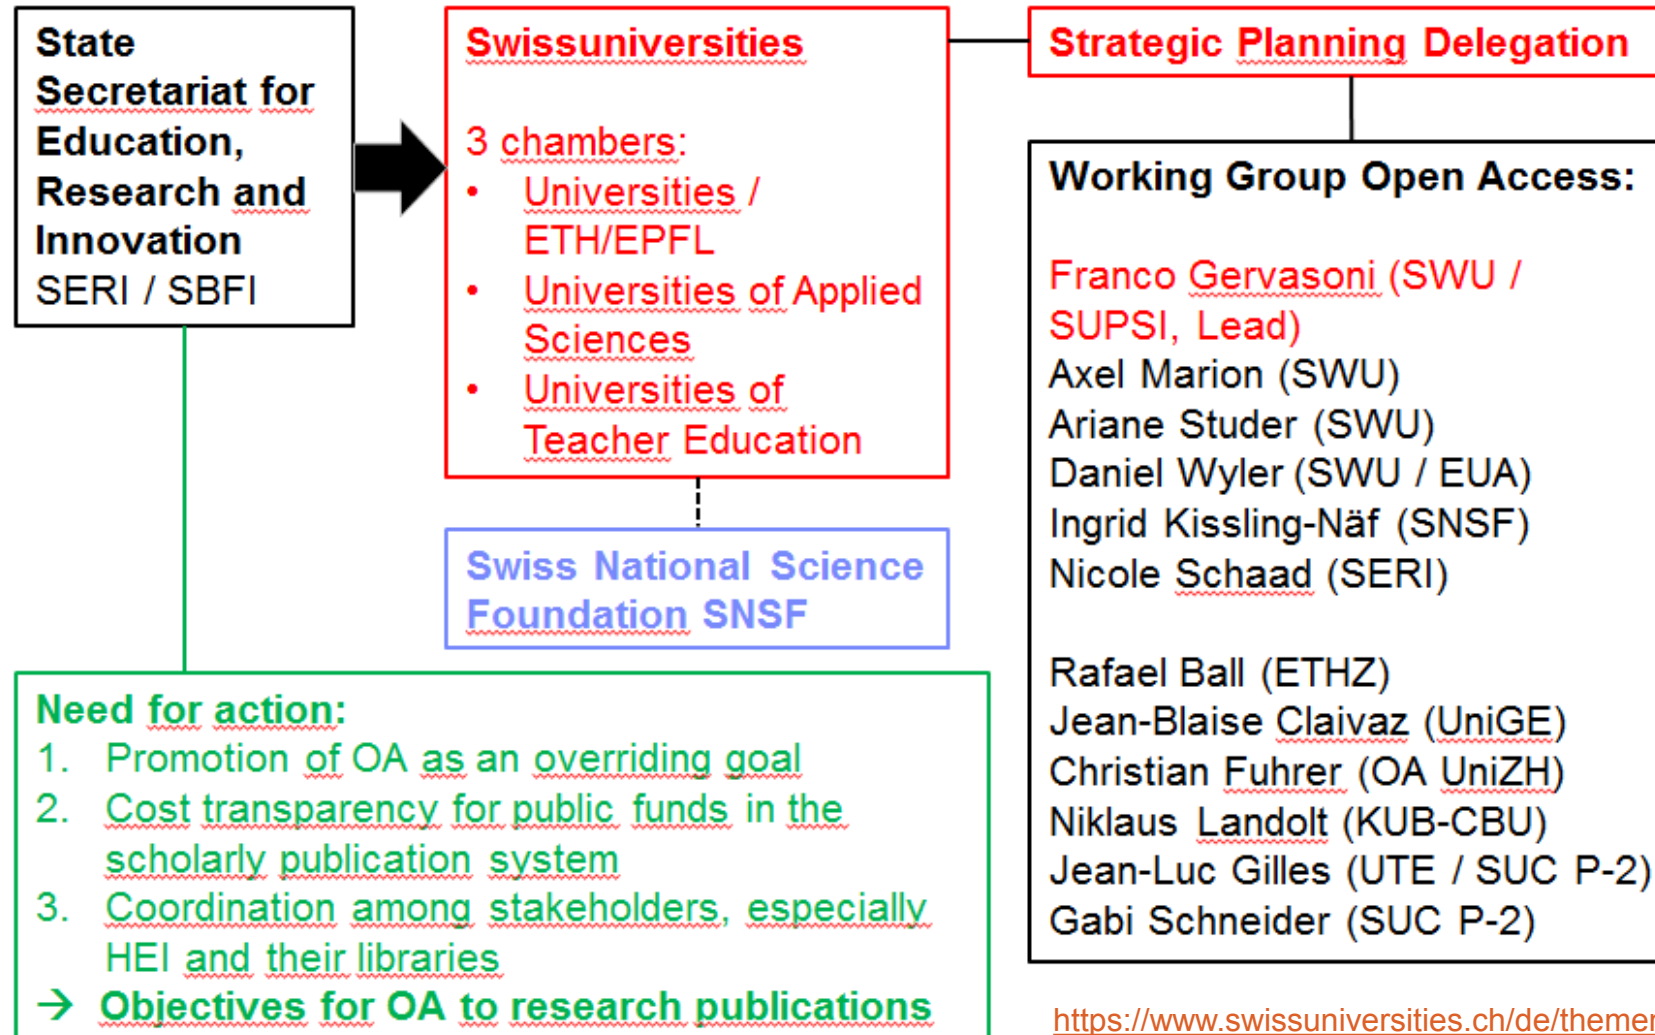 State
Secretariat for
Education,
Research and
Innovation
SERI / SBFI
Swissuniversities
3 chambers:
• Universities /
ETH/EPFL
• Universities of Applied
Sciences
• Universities of
Teacher Education
Strategic Planning Delegation
Working Group Open Access:
Franco Gervasoni (SWU /
SUPSI, Lead)
Axel Marion (SWU)
Ariane Studer (SWU)
Daniel Wyler (SWU / EUA)
Ingrid Kissling-Näf (SNSF)
Nicole Schaad (SERI)
Rafael Ball (ETHZ)
Jean-Blaise Claivaz (UniGE)
Christian Fuhrer (OA UniZH)
Niklaus Landolt (KUB-CBU)
Jean-Luc Gilles (UTE / SUC P-2)
Gabi Schneider (SUC P-2)
Swiss National Science
Foundation SNSF
Need for action:
1. Promotion of OA as an overriding goal
2. Cost transparency for public funds in the
scholarly publication system
3. Coordination among stakeholders, especially
HEI and their libraries
→ Objectives for OA to research publications
https://www.swissuniversities.ch/de/themen